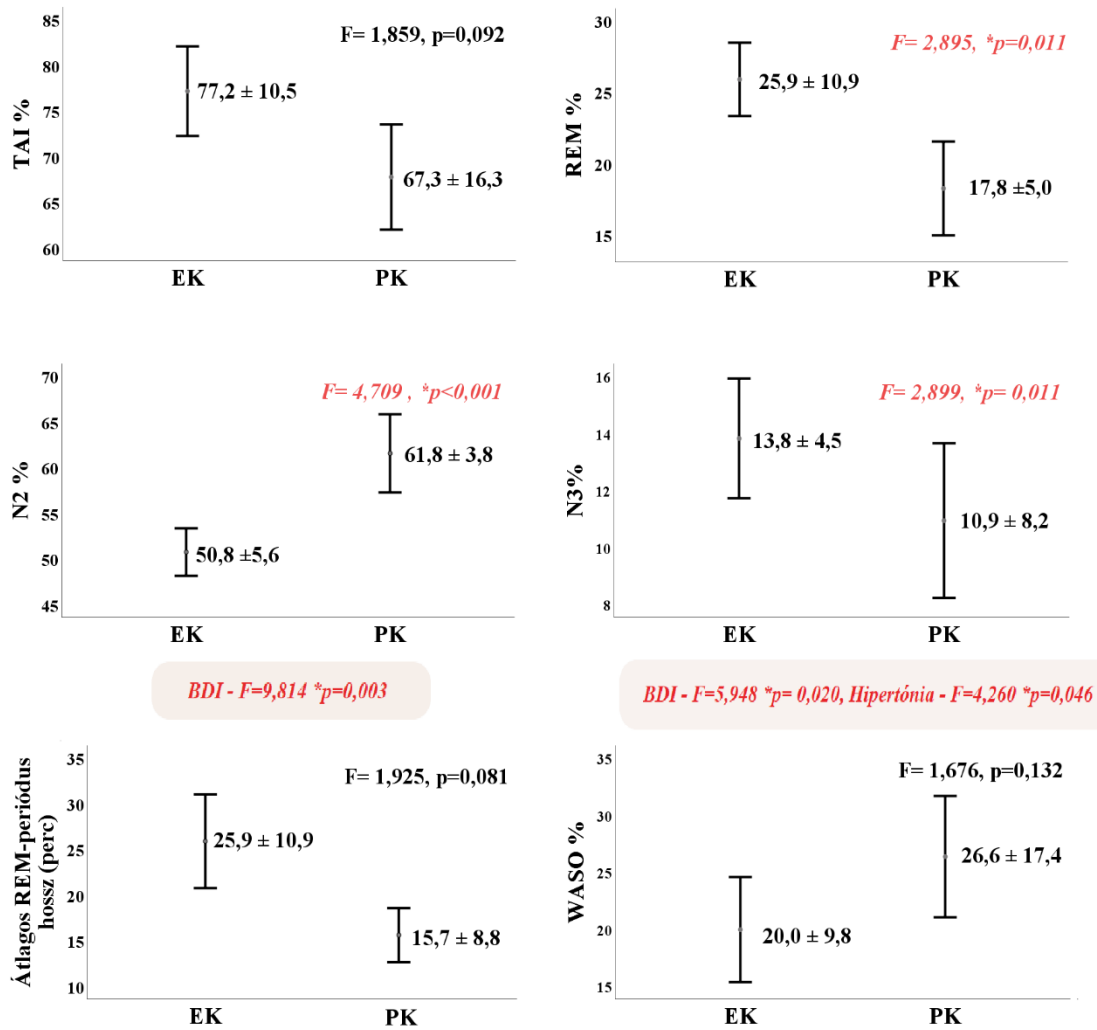 85
80
75
70
65
60
TAI %
F= 1,859, p=0,092
77,2 ± 10,5
67,3 ± 16,3
EK
PK
30
25
20
15
REM %
F= 2,895, *p=0,011
25,9 ± 10,9
17,8 ±5,0
EK
PK
70
65
60
55
50
45
N2 %
F= 4,709 , *p<0,001
61,8 ± 3,8
50,8 ±5,6
EK
PK
BDI - F=9,814 *p=0,003
16
14
12
10
8
N3%
F= 2,899, *p= 0,011
13,8 ± 4,5
10,9 ± 8,2
EK
PK
BDI - F=5,948 *p= 0,020, Hipertónia - F=4,260 *p=0,046
35
30
25
20
15
10
Átlagos REM-periódus
hossz (perc)
F= 1,925, p=0,081
25,9 ± 10,9
15,7 ± 8,8
EK
PK
35
30
25
20
15
WASO %
F= 1,676, p=0,132
26,6 ± 17,4
20,0 ± 9,8
EK
PK